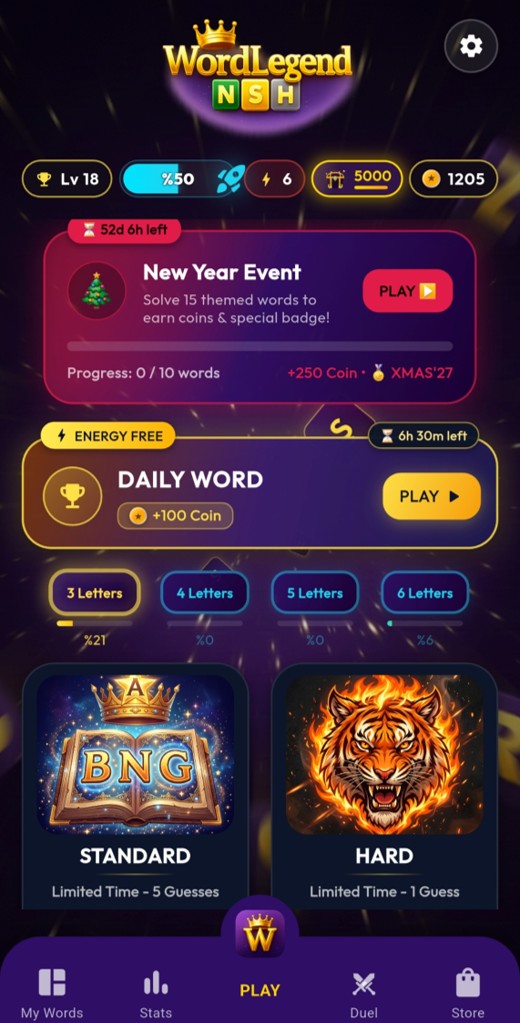 WordLegend
NSH
Lv 18
%50
6
5000
1205
52d 6h left
New Year Event
Solve 15 themed words to
earn coins & special badge!
PLAY
Progress: 0 / 10 words
+250 Coin • XMAS'27
ENERGY FREE
S
6h 30m left
DAILY WORD
+100 Coin
PLAY
3 Letters
4 Letters
5 Letters
6 Letters
%21
%0
%0
%6
A
BNG
STANDARD
Limited Time - 5 Guesses
HARD
Limited Time - 1 Guess
W
My Words
Stats
PLAY
Duel
Store